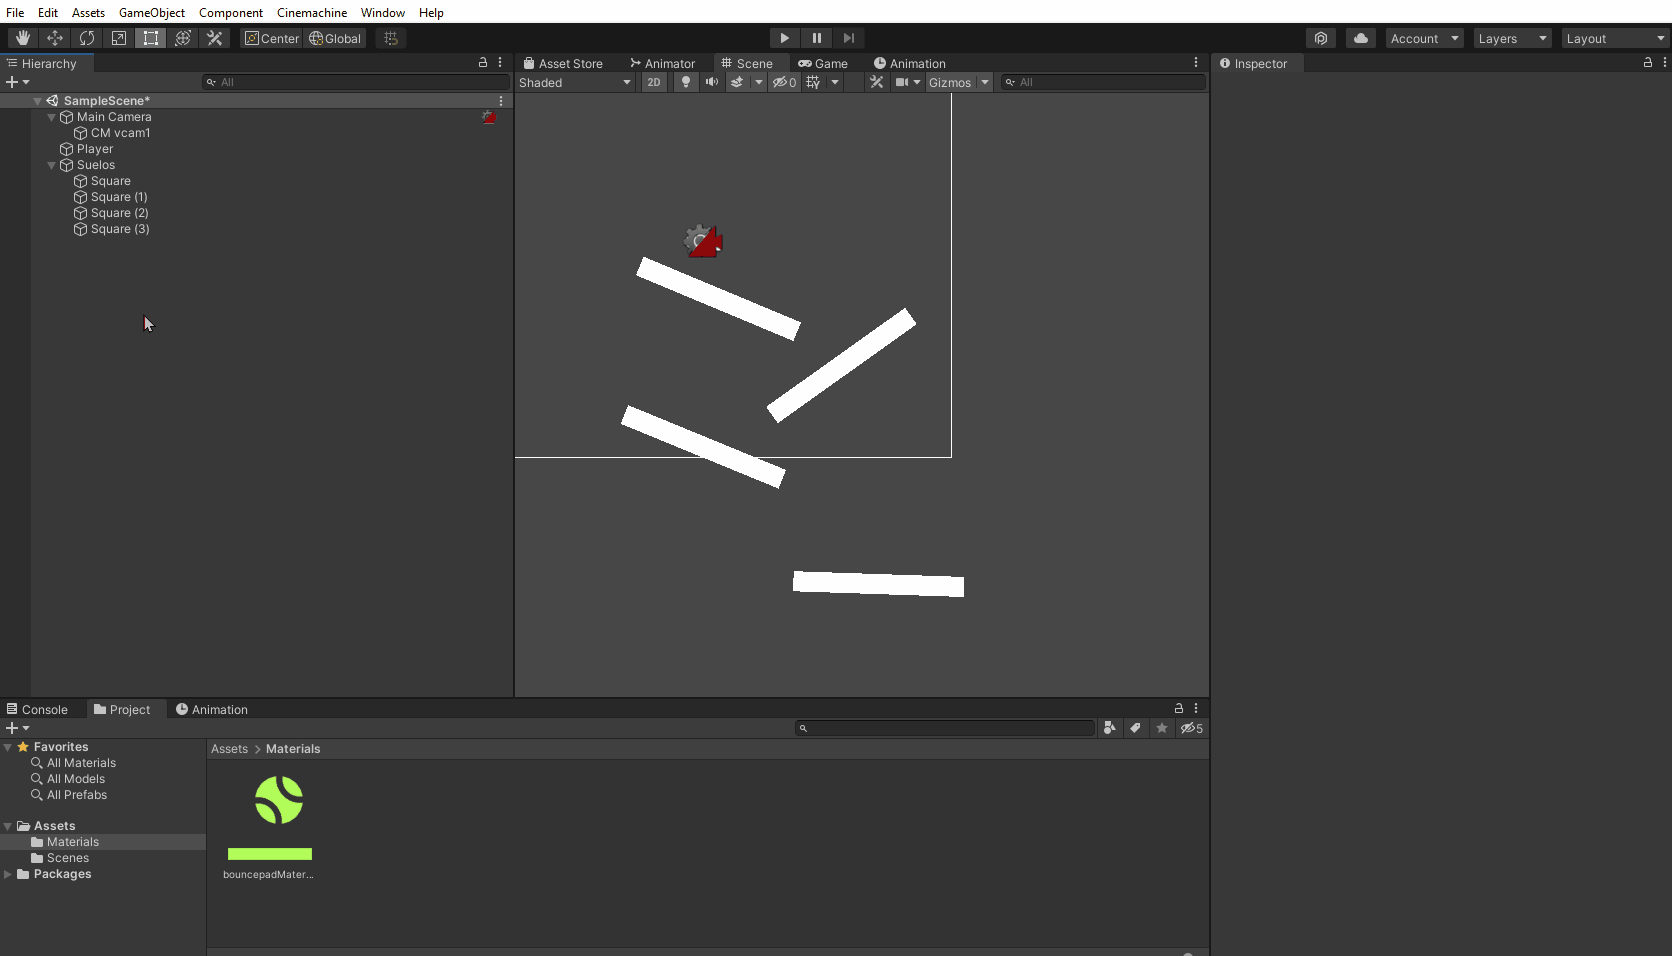 File Edit Assets GameObject Component Cinemachine Window Help
Center Global Account Layers Layout
Hierarchy
All
SampleScene*
Main Camera
CM vcam1
Player
Suelos
Square
Square (1)
Square (2)
Square (3)
Asset Store Animator Scene Game Animation
Shaded 2D 0 Gizmos All
Inspector
Console Project Animation
5
Favorites
All Materials
All Models
All Prefabs
Assets
Materials
Scenes
Packages
Assets > Materials
bouncepadMater...